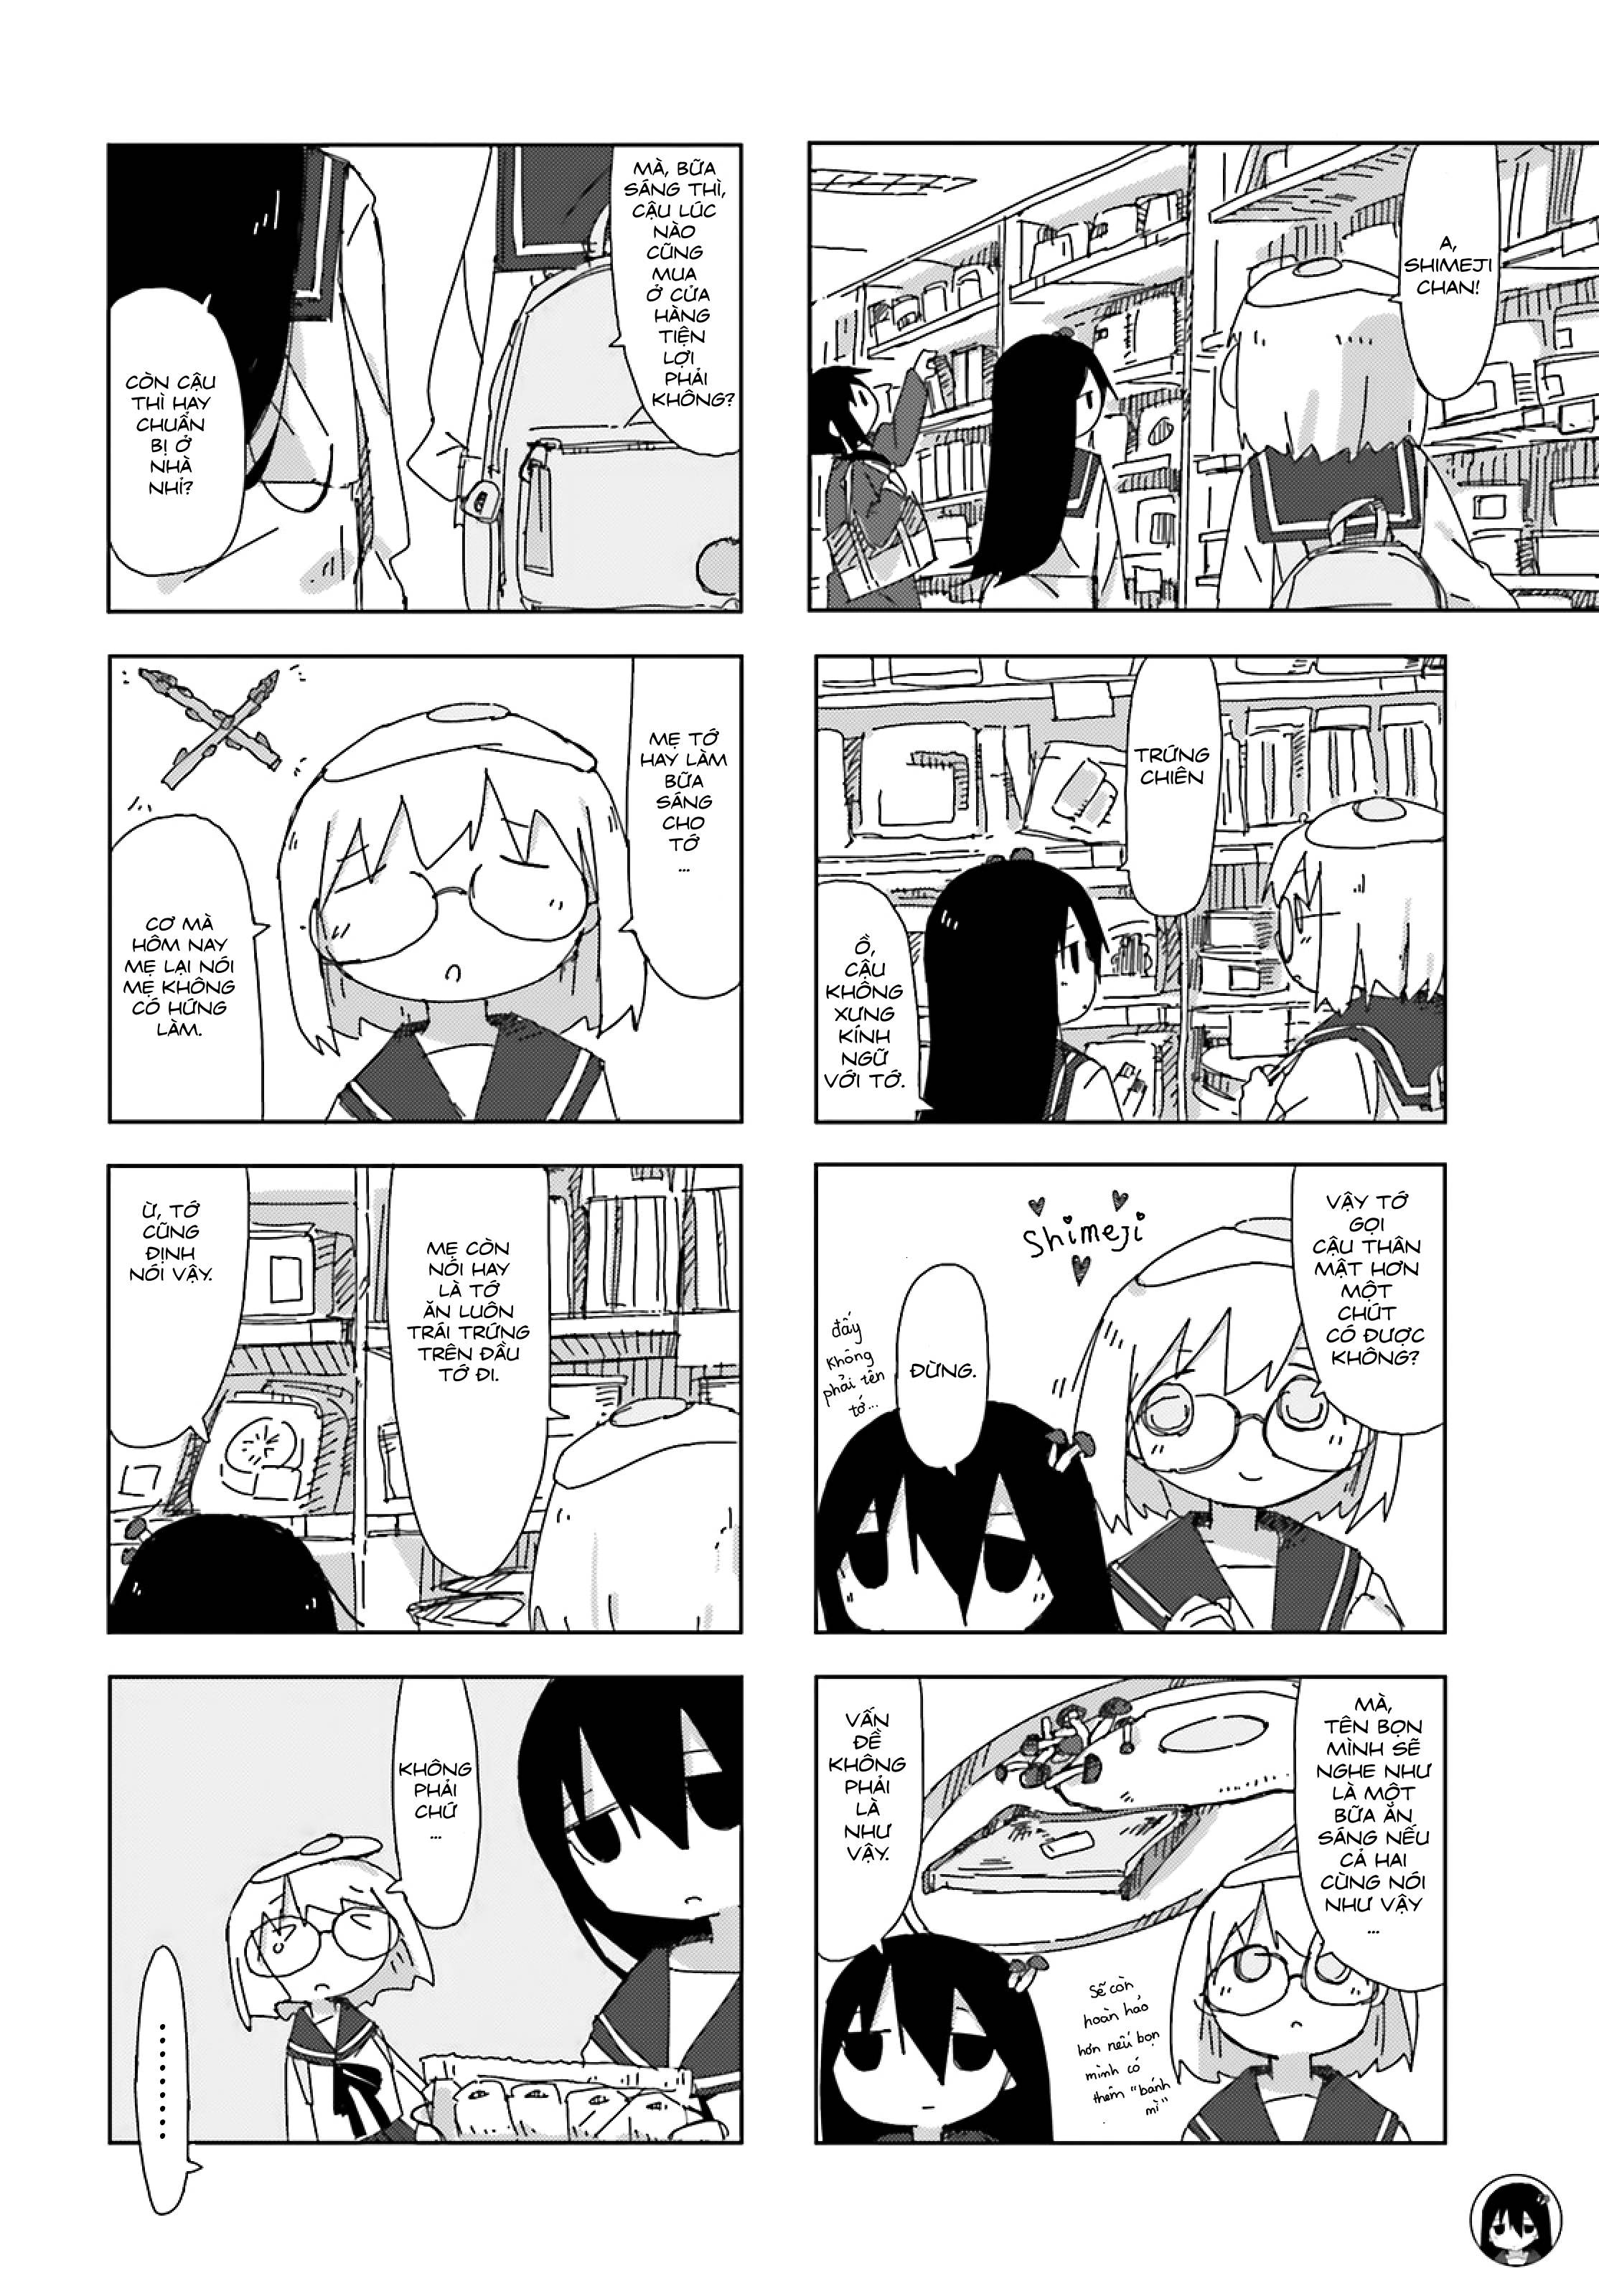 A,
SHIMEJI
CHAN!
TRỨNG
CHIÊN
Ồ,
CẬU
KHÔNG
XƯNG
KÍNH
NGỮ
VỚI TỚ.
VẬY TỚ
GỌI
CẬU THÂN
MẬT HƠN
MỘT
CHÚT
CÓ ĐƯỢC
KHÔNG?
Shimeji
ĐỪNG.
đấy
không
phải tên
tớ...
MÀ,
TÊN BỌN
MÌNH SẼ
NGHE NHƯ
LÀ MỘT
BỮA ĂN
SÁNG NẾU
CẢ HAI
CÙNG NÓI
NHƯ VẬY
...
VẤN
ĐỀ
KHÔNG
PHẢI
LÀ
NHƯ
VẬY.
Sẽ còn
hoàn hảo
hơn nếu bọn
mình có
thêm "bánh
mì"
MÀ, BỮA
SÁNG THÌ,
CẬU LÚC
NÀO
CŨNG
MUA
Ở CỬA
HÀNG
TIỆN
LỢI
PHẢI
KHÔNG?
CÒN CẬU
THÌ HAY
CHUẨN
BỊ Ở
NHÀ
NHỈ?
MẸ TỚ
HAY LÀM
BỮA
SÁNG
CHO
TỚ
...
CƠ MÀ
HÔM NAY
MẸ LẠI NÓI
MẸ KHÔNG
CÓ HỨNG
LÀM.
MẸ CÒN
NÓI HAY
LÀ TỚ
ĂN LUÔN
TRÁI TRỨNG
TRÊN ĐẦU
TỚ ĐI.
Ừ, TỚ
CŨNG
ĐỊNH
NÓI VẬY.
KHÔNG
PHẢI
CHỨ
...
.........